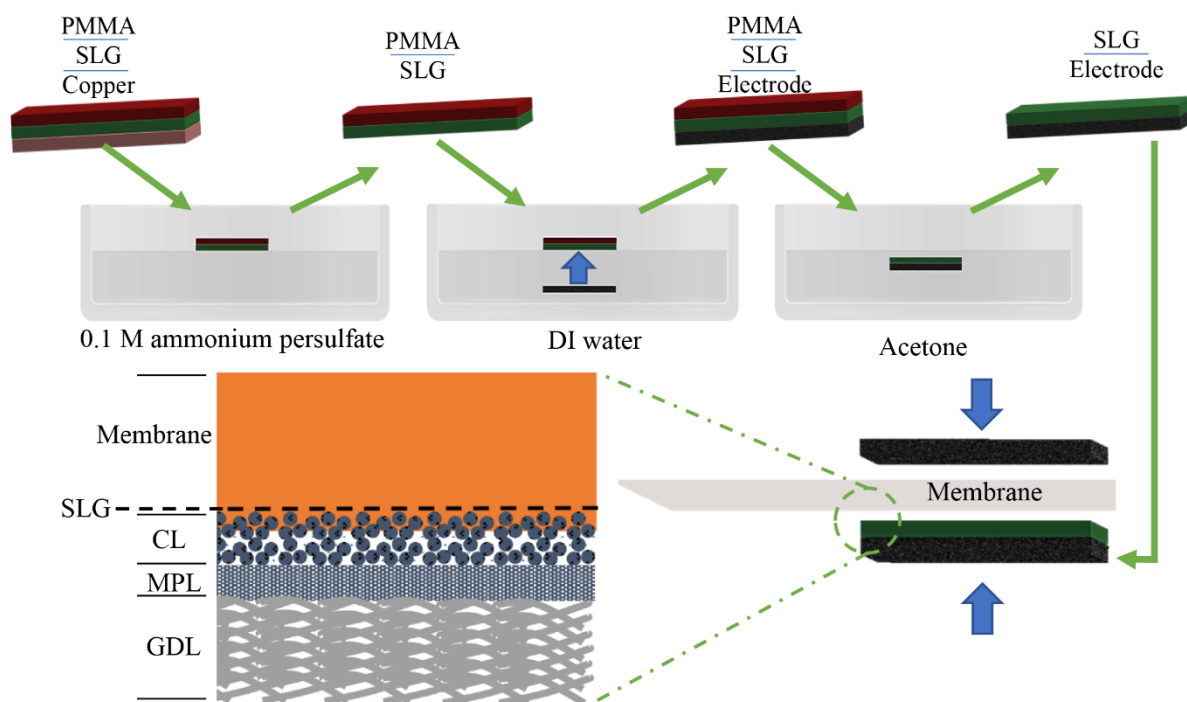 PMMA
SLG
Copper
PMMA
SLG
PMMA
SLG
Electrode
SLG
Electrode
0.1 M ammonium persulfate
DI water
Acetone
Membrane
SLG
CL
MPL
GDL
Membrane